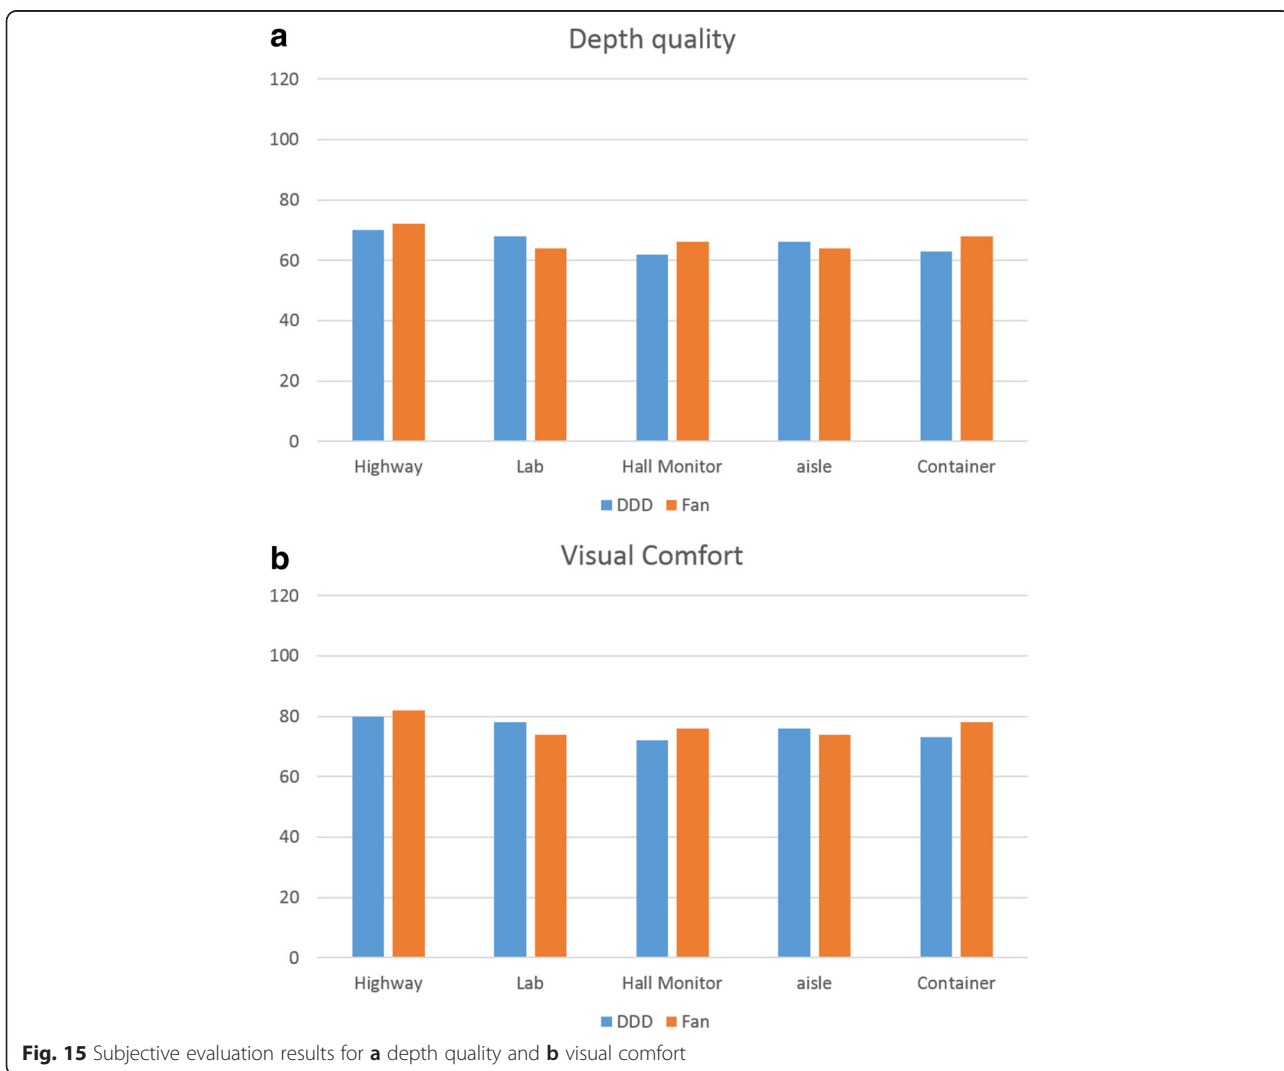 a
Depth quality
120
100
80
60
40
20
0
Highway Lab Hall Monitor aisle Container
DDD Fan
b
Visual Comfort
120
100
80
60
40
20
0
Highway Lab Hall Monitor aisle Container
DDD Fan
Fig. 15 Subjective evaluation results for a depth quality and b visual comfort